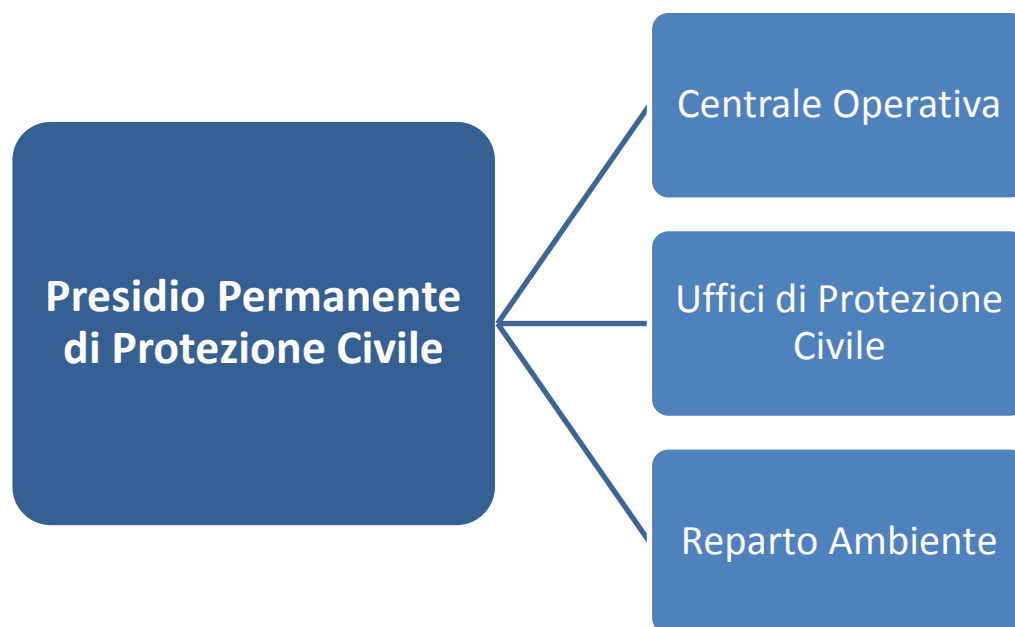 Presidio Permanente
di Protezione Civile
Centrale Operativa
Uffici di Protezione
Civile
Reparto Ambiente